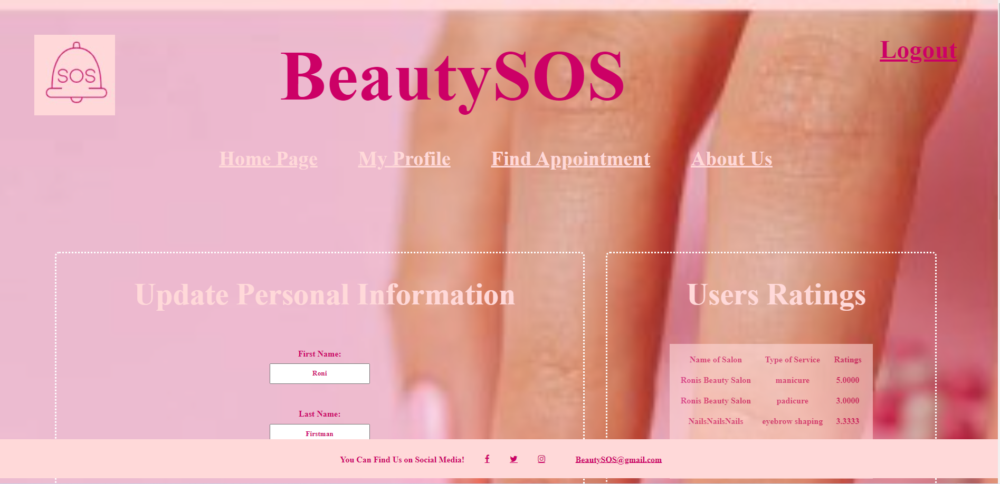 SOS
BeautySOS
Logout
Home Page My Profile Find Appointment About Us
Update Personal Information
First Name:
Roni
Last Name:
Firstman
Users Ratings
Name of Salon Type of Service Ratings
Ronis Beauty Salon manicure 5.0000
Ronis Beauty Salon padicure 3.0000
NailsNailsNails eyebrow shaping 3.3333
You Can Find Us on Social Media! BeautySOS@gmail.com